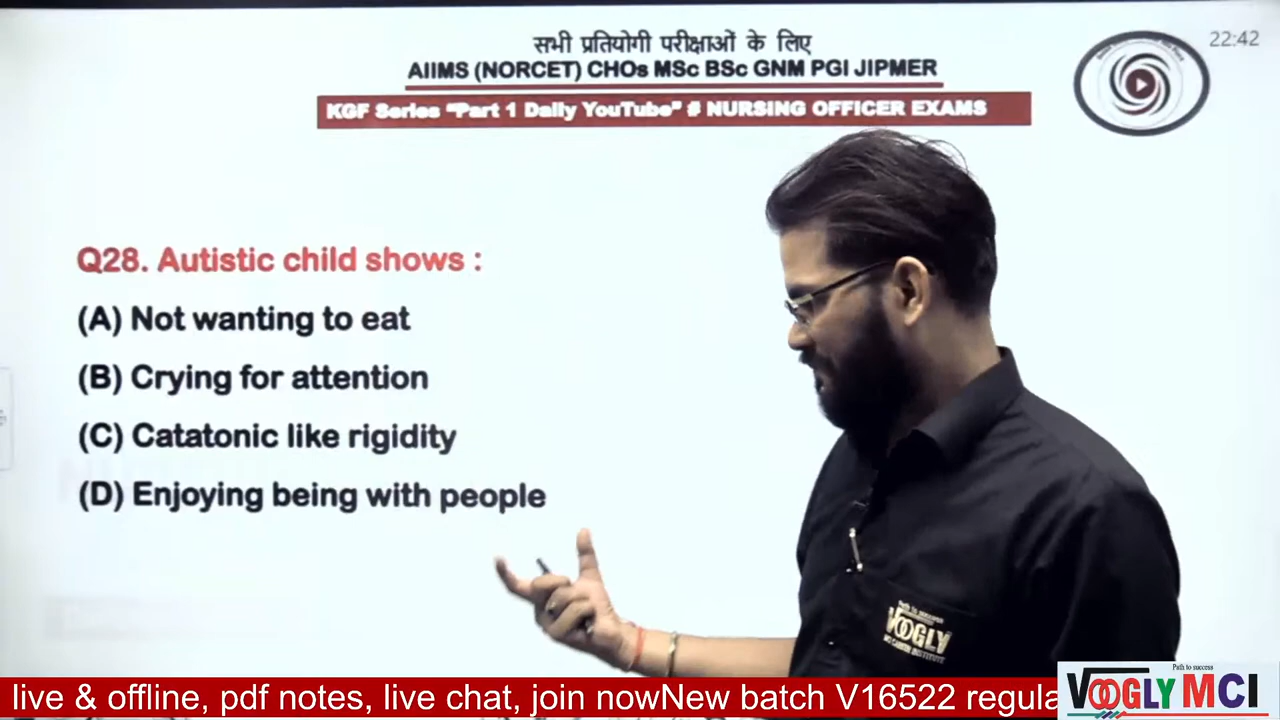 सभी प्रतियोगी परीक्षाओं के लिए
AIIMS (NORCET) CHOs MSc BSc GNM PGI JIPMER
KGF Series "Part 1 Daily YouTube" # NURSING OFFICER EXAMS
22:42
Q28. Autistic child shows :
(A) Not wanting to eat
(B) Crying for attention
(C) Catatonic like rigidity
(D) Enjoying being with people
VOOGLY
live & offline, pdf notes, live chat, join nowNew batch V16522 regula
Path to success
VOOGLY MCI